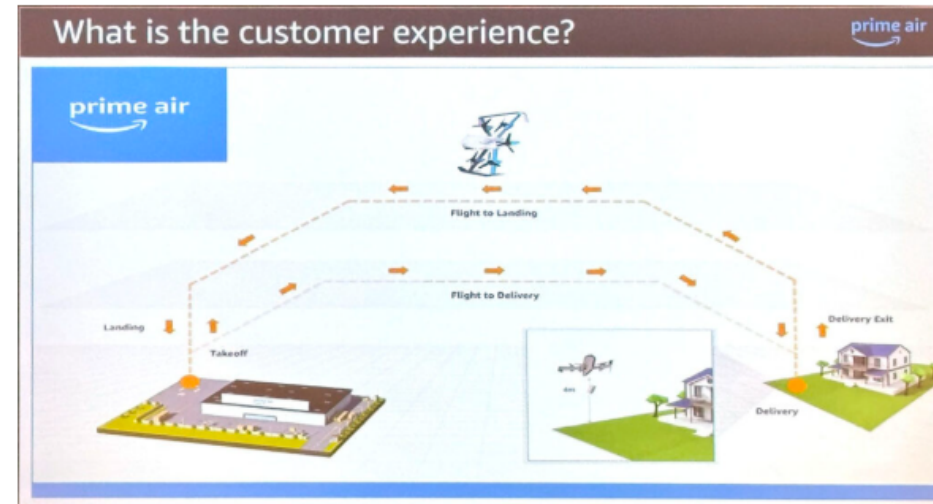 What is the customer experience?
prime air
prime air
Flight to Landing
Flight to Delivery
Landing
Takeoff
Delivery Exit
Delivery